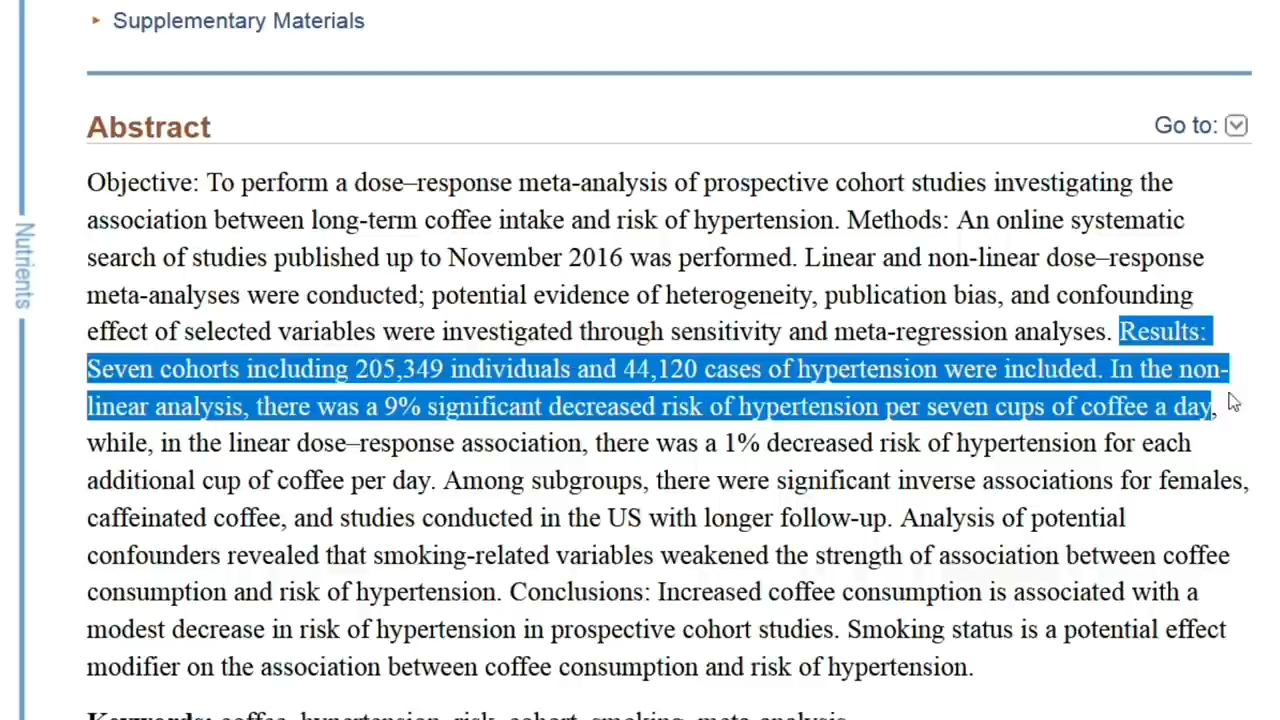 Supplementary Materials
Abstract
Go to:
Objective: To perform a dose–response meta-analysis of prospective cohort studies investigating the
association between long-term coffee intake and risk of hypertension. Methods: An online systematic
search of studies published up to November 2016 was performed. Linear and non-linear dose–response
meta-analyses were conducted; potential evidence of heterogeneity, publication bias, and confounding
effect of selected variables were investigated through sensitivity and meta-regression analyses. Results:
Seven cohorts including 205,349 individuals and 44,120 cases of hypertension were included. In the non-
linear analysis, there was a 9% significant decreased risk of hypertension per seven cups of coffee a day,
while, in the linear dose–response association, there was a 1% decreased risk of hypertension for each
additional cup of coffee per day. Among subgroups, there were significant inverse associations for females,
caffeinated coffee, and studies conducted in the US with longer follow-up. Analysis of potential
confounders revealed that smoking-related variables weakened the strength of association between coffee
consumption and risk of hypertension. Conclusions: Increased coffee consumption is associated with a
modest decrease in risk of hypertension in prospective cohort studies. Smoking status is a potential effect
modifier on the association between coffee consumption and risk of hypertension.
Keywords: coffee, hypertension, risk, cohort, smoking, meta-analysis
Nutrients